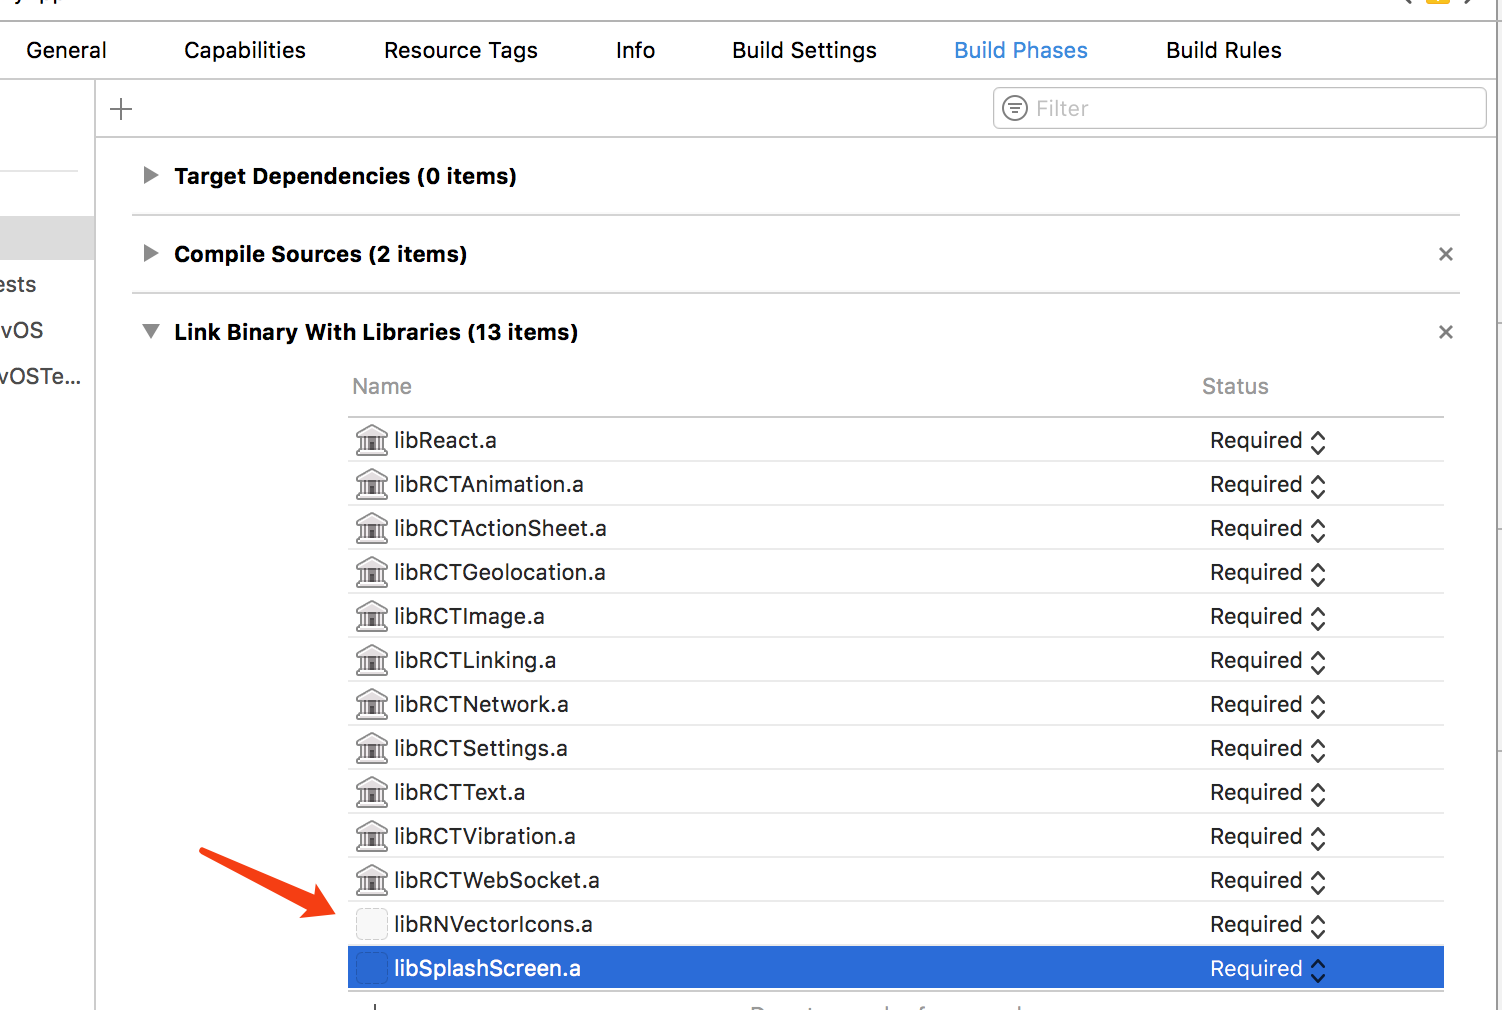 General Capabilities Resource Tags Info Build Settings Build Phases Build Rules
Filter
Target Dependencies (0 items)
Compile Sources (2 items)
ests
vOS
Link Binary With Libraries (13 items)
vOSTe...
Name Status
libReact.a Required
libRCTAnimation.a Required
libRCTActionSheet.a Required
libRCTGeolocation.a Required
libRCTImage.a Required
libRCTLinking.a Required
libRCTNetwork.a Required
libRCTSettings.a Required
libRCTText.a Required
libRCTVibration.a Required
libRCTWebSocket.a Required
libRNVectorIcons.a Required
libSplashScreen.a Required